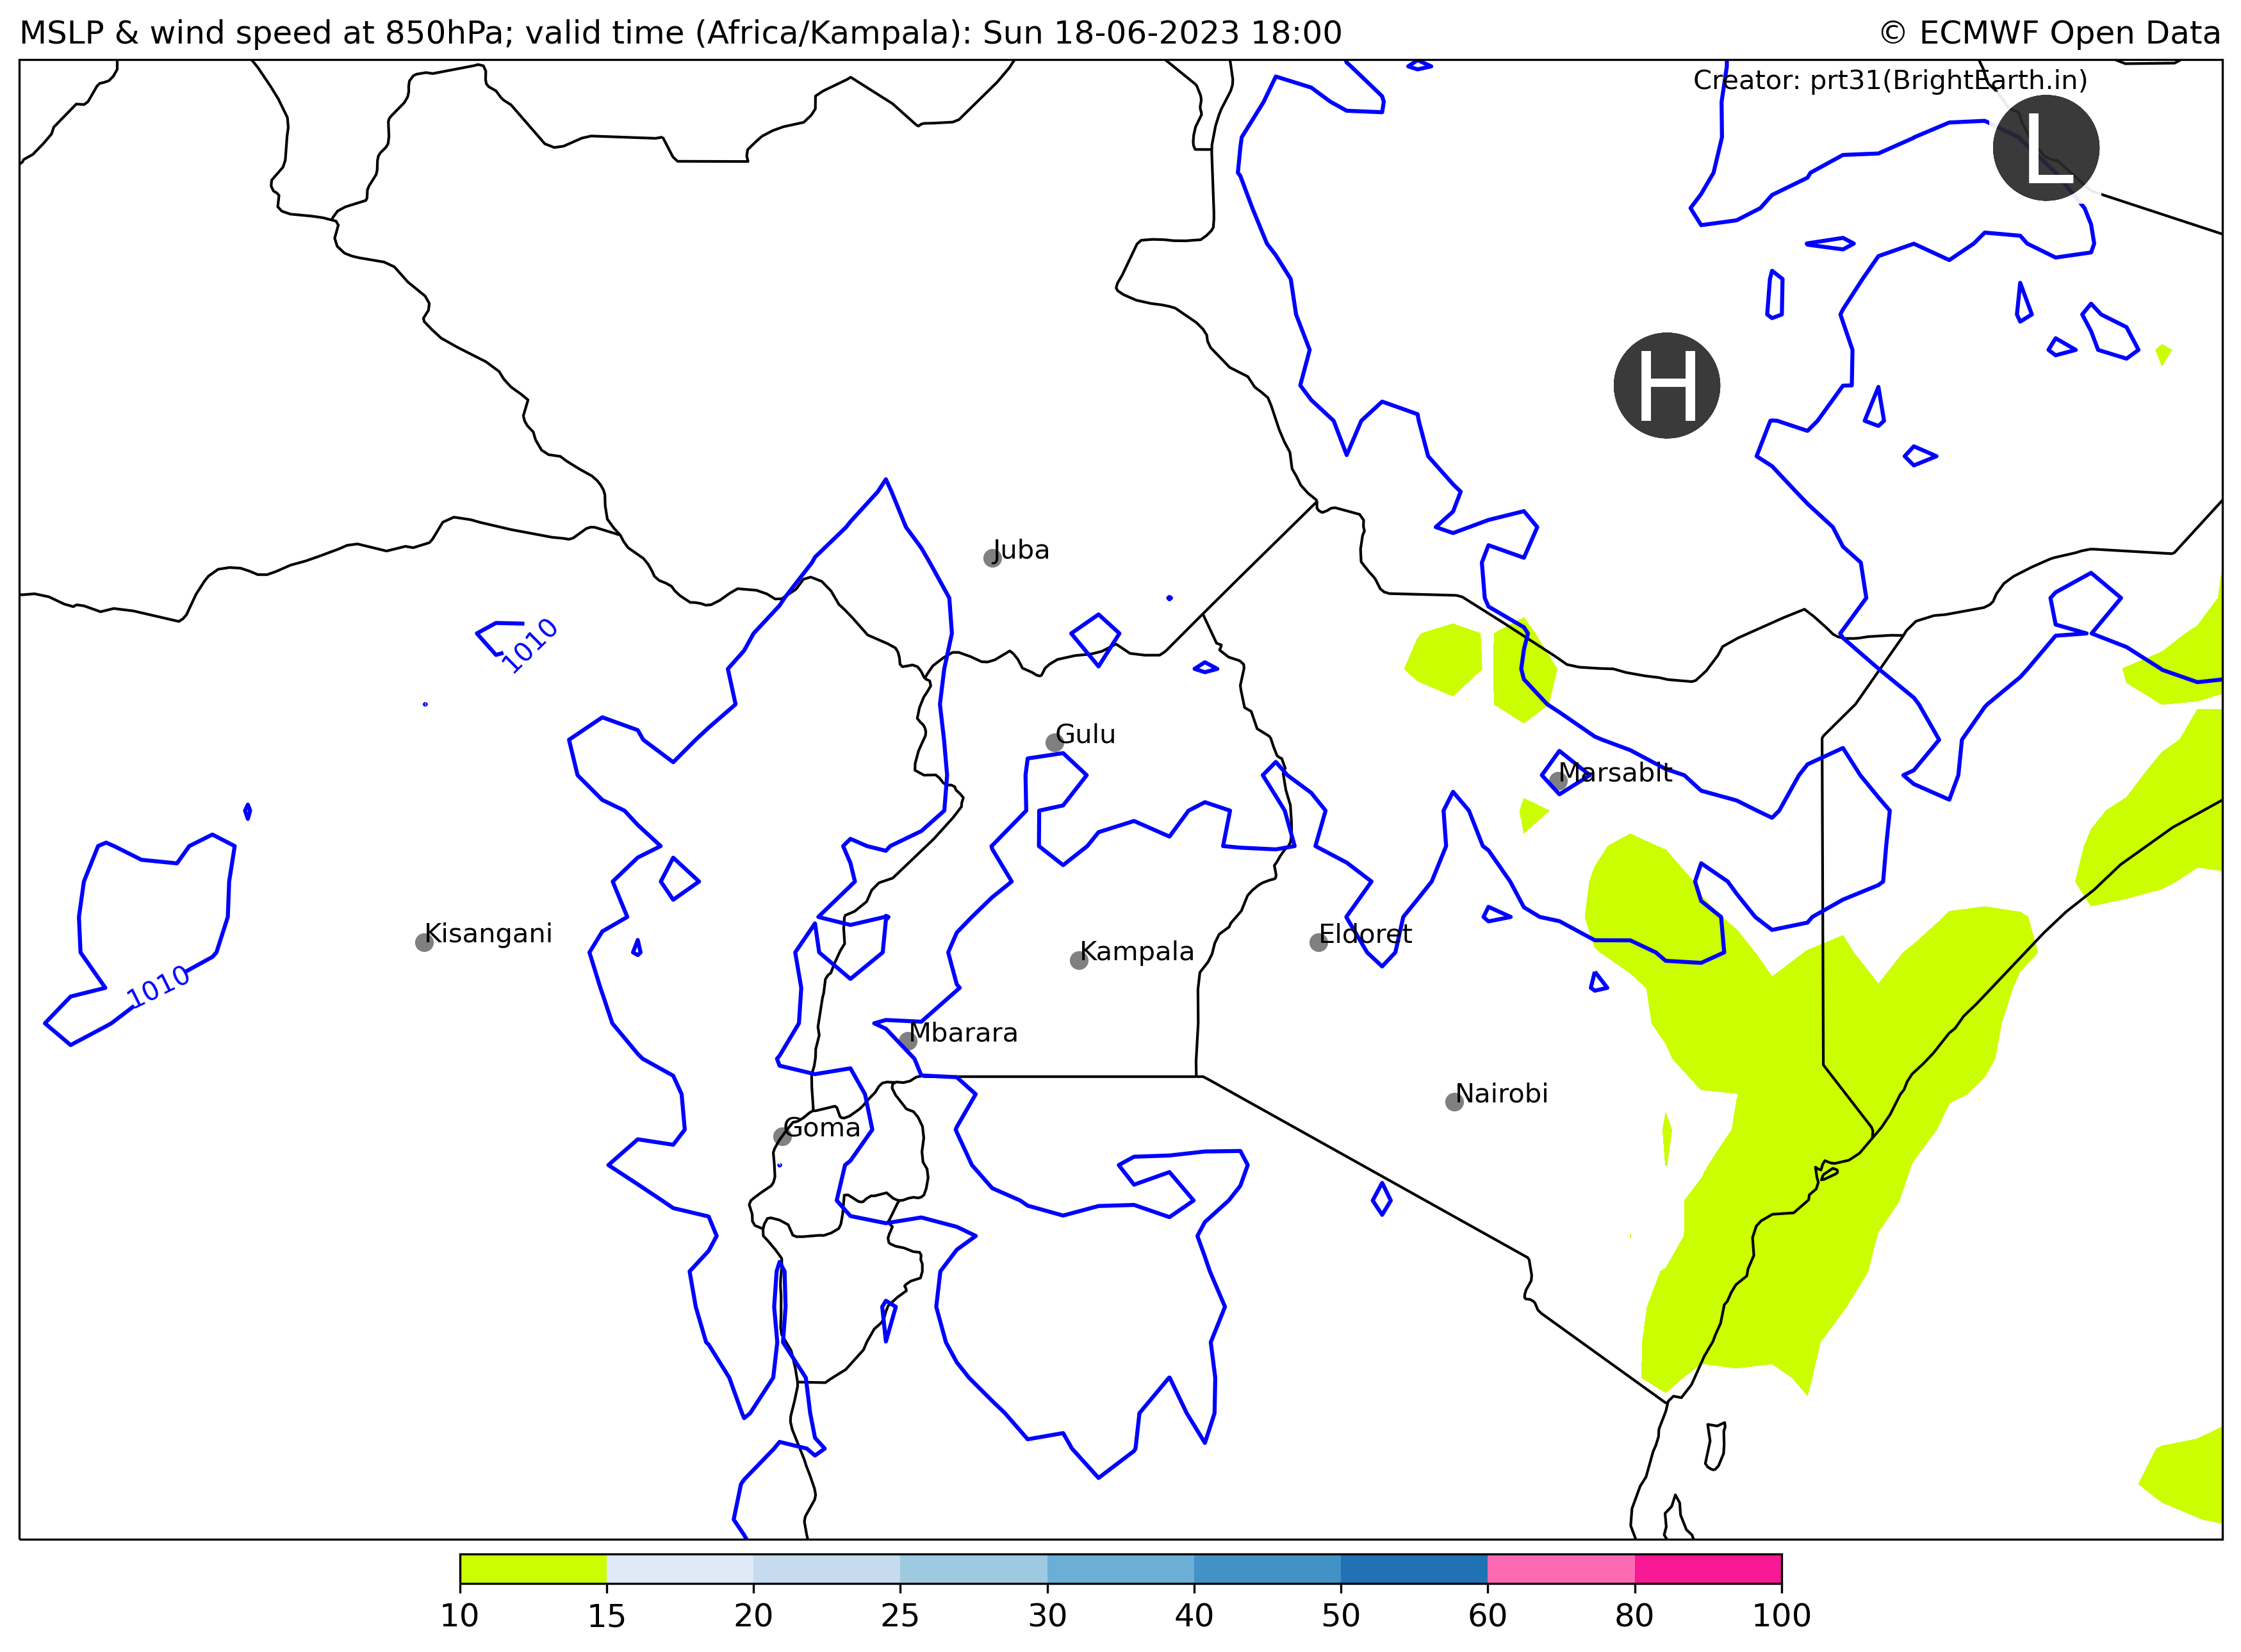 MSLP & wind speed at 850hPa; valid time (Africa/Kampala): Sun 18-06-2023 18:00
© ECMWF Open Data
Creator: prt31(BrightEarth.in)
L
H
Juba
1010
Gulu
Marsabit
Kisangani
Eldoret
Kampala
1010
Mbarara
Nairobi
Goma
10 15 20 25 30 40 50 60 80 100